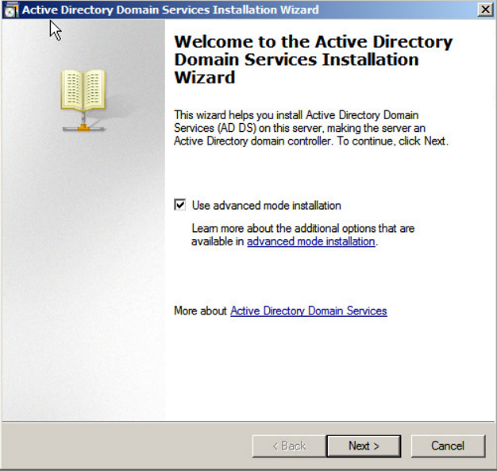 Active Directory Domain Services Installation Wizard
Welcome to the Active Directory
Domain Services Installation
Wizard
This wizard helps you install Active Directory Domain
Services (AD DS) on this server, making the server an
Active Directory domain controller. To continue, click Next.
Use advanced mode installation
Learn more about the additional options that are
available in advanced mode installation.
More about Active Directory Domain Services
< Back Next > Cancel